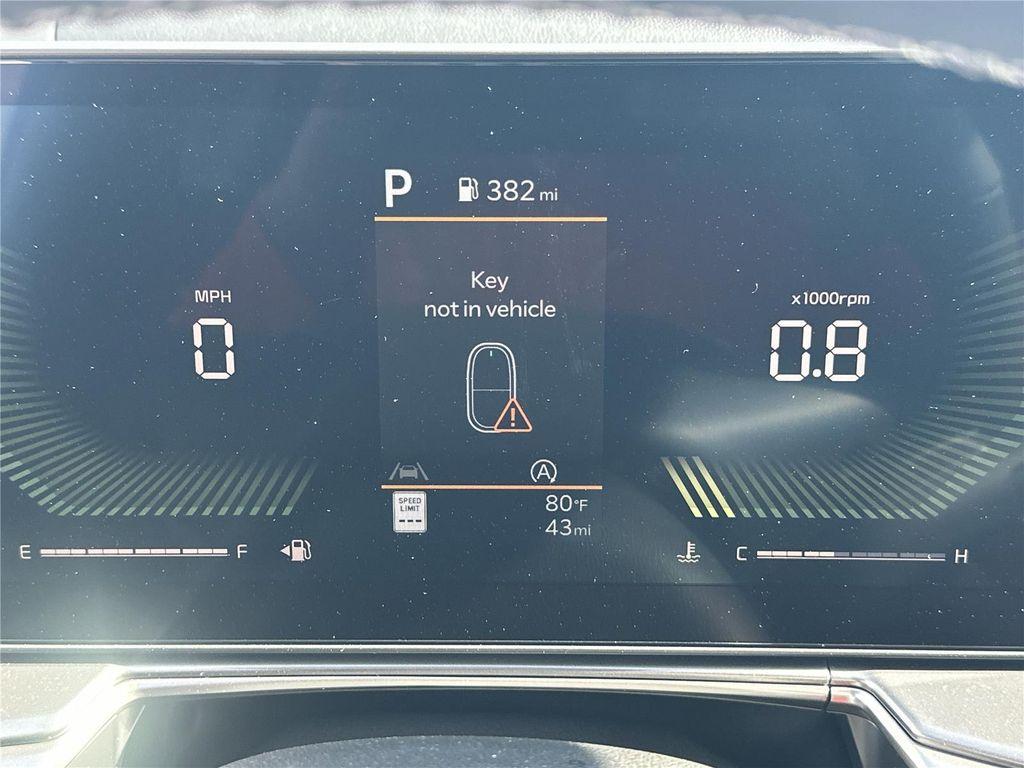 P 382 mi
Key
not in vehicle
MPH
0
x1000rpm
0.8
A
SPEED
LIMIT
---
80°F
43mi
E F
C H